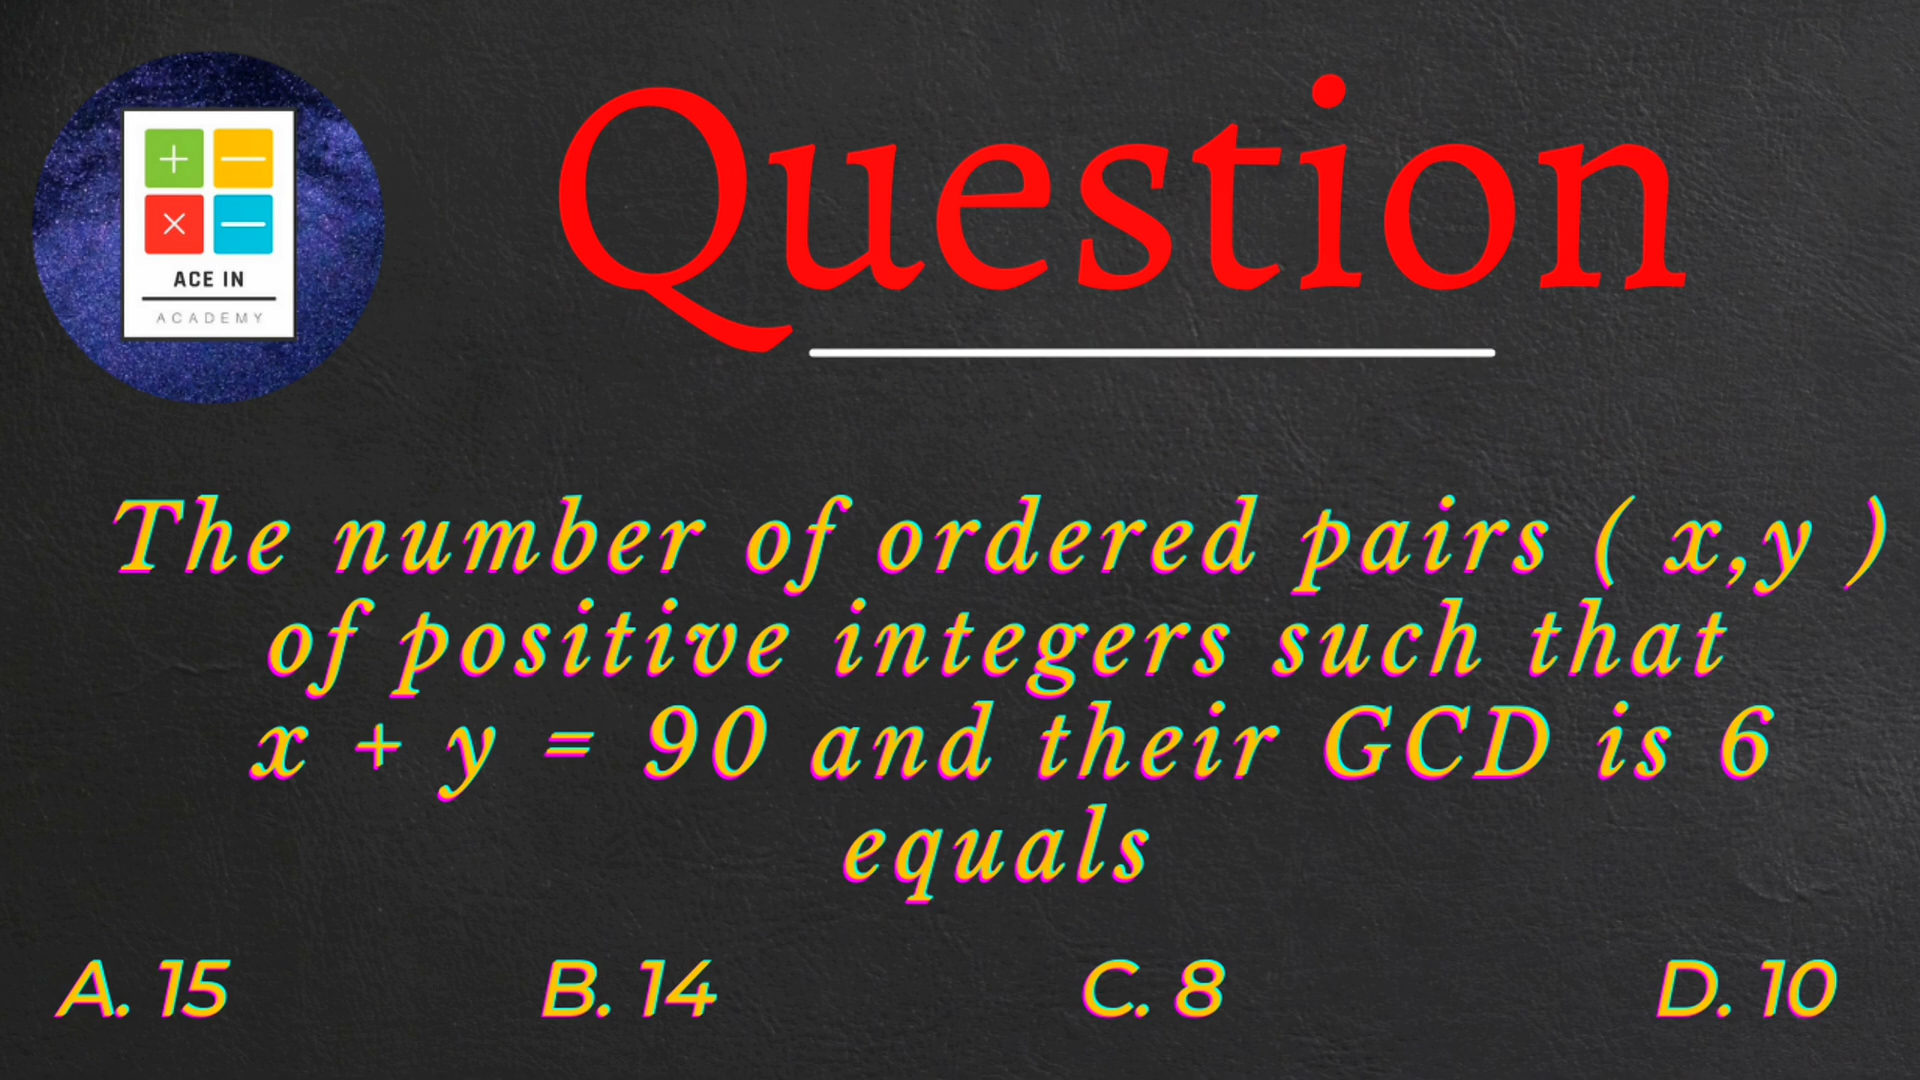 ACE IN
ACADEMY
Question
The number of ordered pairs ( x,y )
of positive integers such that
x + y = 90 and their GCD is 6
equals
A. 15 B. 14 C. 8 D. 10